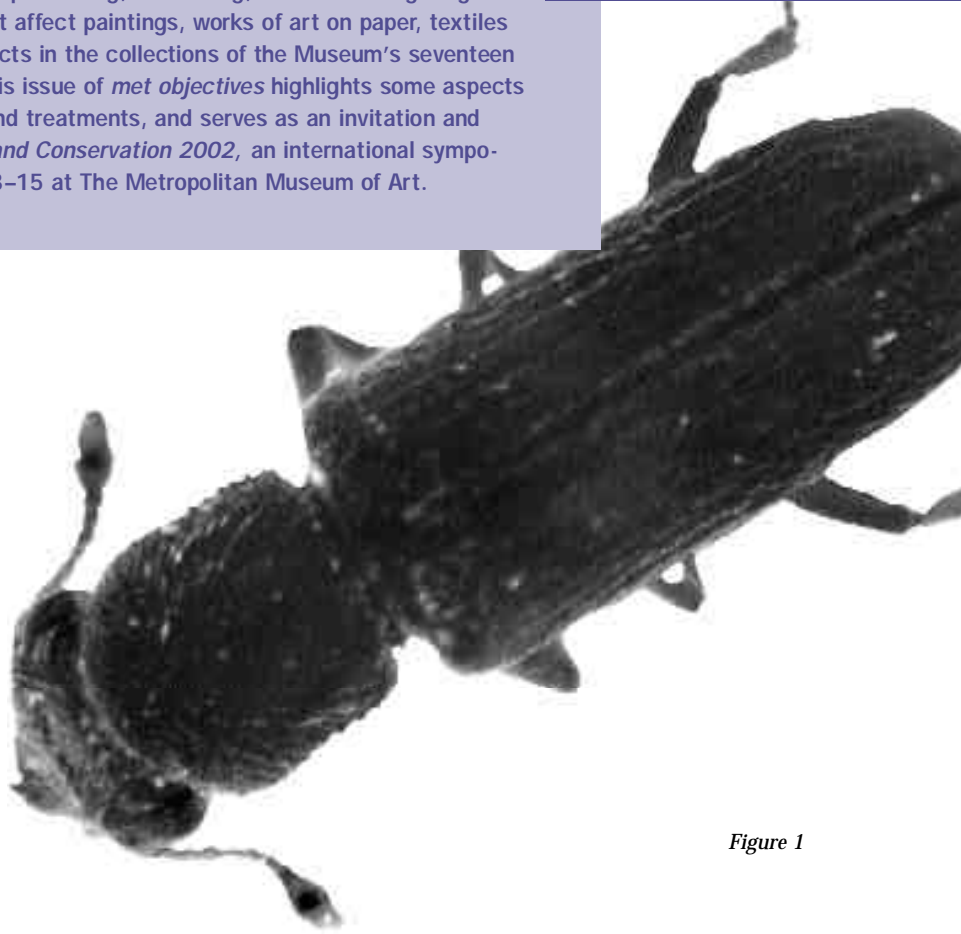 t affect paintings, works of art on paper, textiles
cts in the collections of the Museum's seventeen
is issue of met objectives highlights some aspects
nd treatments, and serves as an invitation and
and Conservation 2002, an international sympo-
3–15 at The Metropolitan Museum of Art.
Figure 1